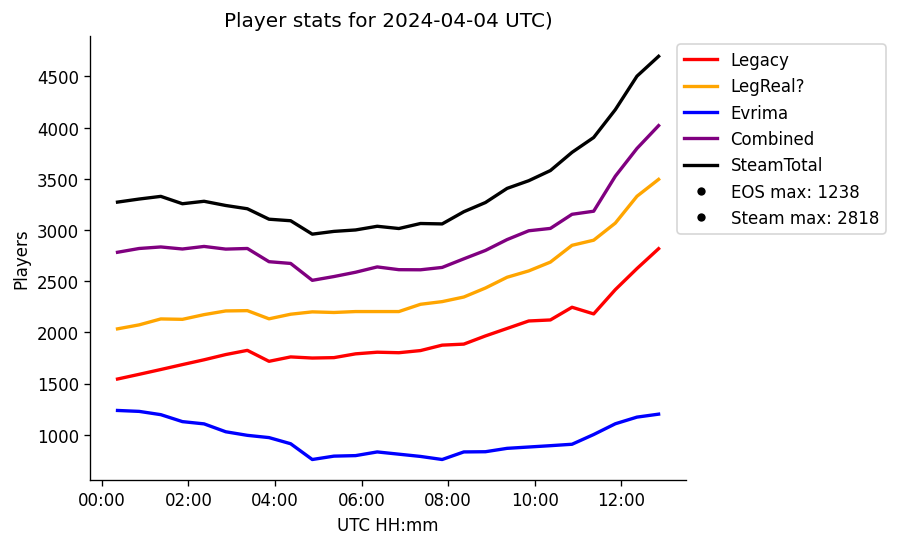 Player stats for 2024-04-04 UTC)
Legacy
LegReal?
Evrima
Combined
SteamTotal
EOS max: 1238
Steam max: 2818
Players
4500
4000
3500
3000
2500
2000
1500
1000
00:00 02:00 04:00 06:00 08:00 10:00 12:00
UTC HH:mm